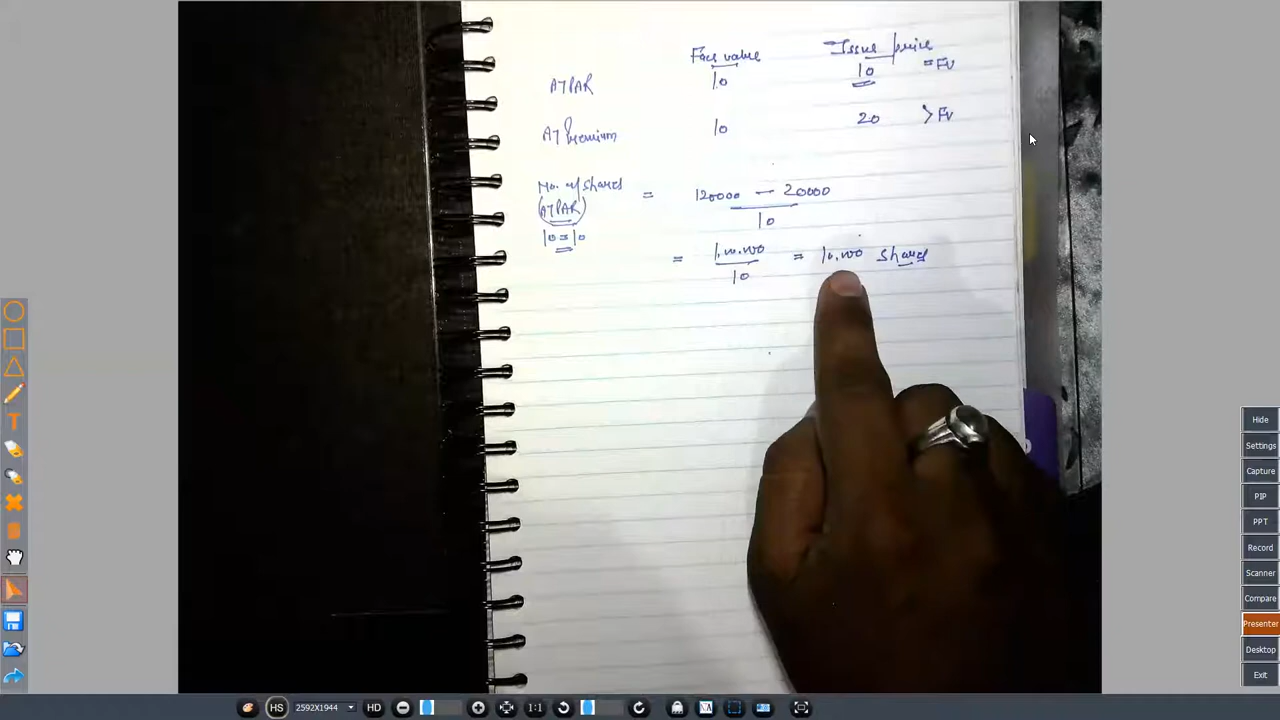 Face value Issue price
AT PAR 10 10 = Fv
AT Premium 10 20 > Fv
No. of shares = 120000 — 20000
(AT PAR) 10
10 = 10
= 1,00,000 = 10,000 shares
10
T
Hide
Settings
Capture
PIP
PPT
Record
Scanner
Compare
Presenter
Desktop
Exit
HS 2592X1944 HD 1:1